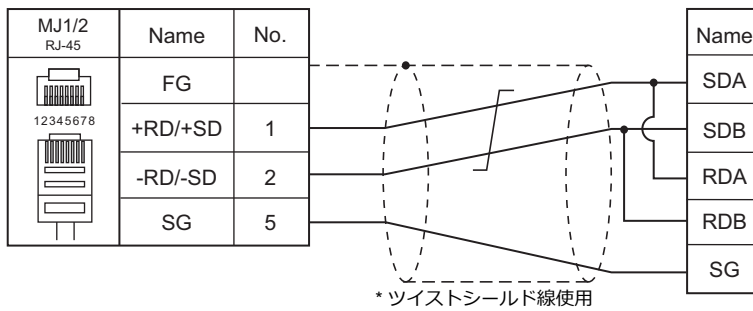 MJ1/2
RJ-45
Name
No.
FG
12345678
+RD/+SD
1
-RD/-SD
2
SG
5
Name
SDA
SDB
RDA
RDB
SG
* ツイストシールド線使用